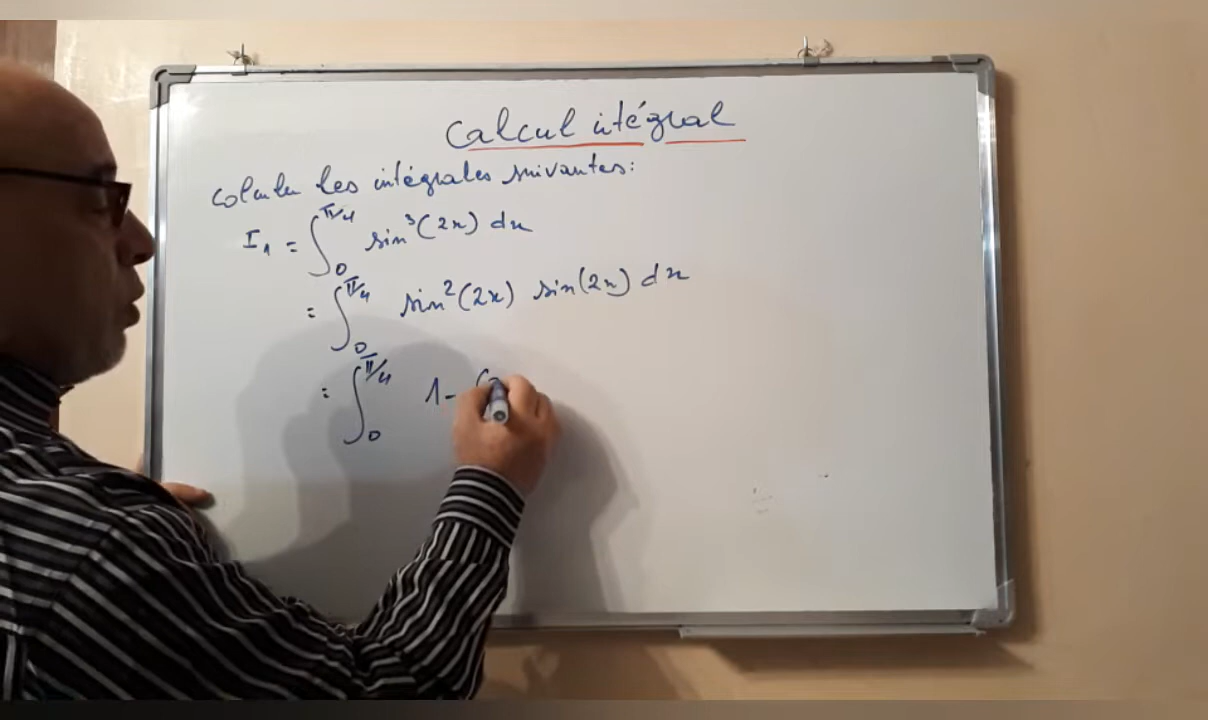 Calcul intégral
Calculer les intégrales suivantes:
I₁ = ∫₀^π/4 sin³(2x) dx
= ∫₀^π/4 sin²(2x) sin(2x) dx
= ∫₀^π/4 1-